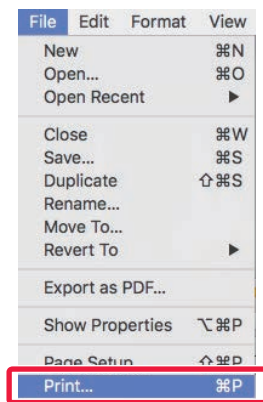 File Edit Format View
New ⌘N
Open... ⌘O
Open Recent ▶
Close ⌘W
Save... ⌘S
Duplicate ⇧⌘S
Rename...
Move To...
Revert To ▶
Export as PDF...
Show Properties ⌥⌘P
Page Setup ⇧⌘P
Print... ⌘P